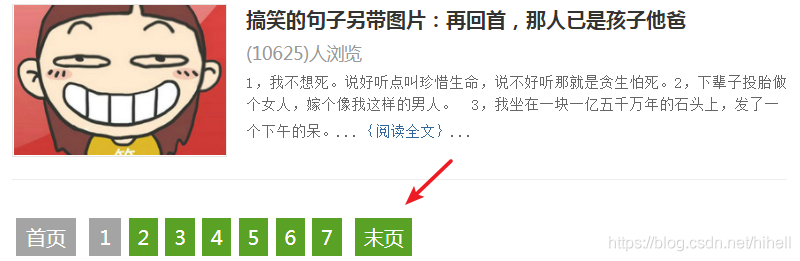 搞笑的句子另带图片：再回首，那人已是孩子他爸
(10625)人浏览
1，我不想死。说好听点叫珍惜生命，说不好听那就是贪生怕死。2，下辈子投胎做
个女人，嫁个像我这样的男人。 3，我坐在一块一亿五千万年的石头上，发了一
个下午的呆。... {阅读全文}...
首页 1 2 3 4 5 6 7 末页
https://blog.csdn.net/hihell